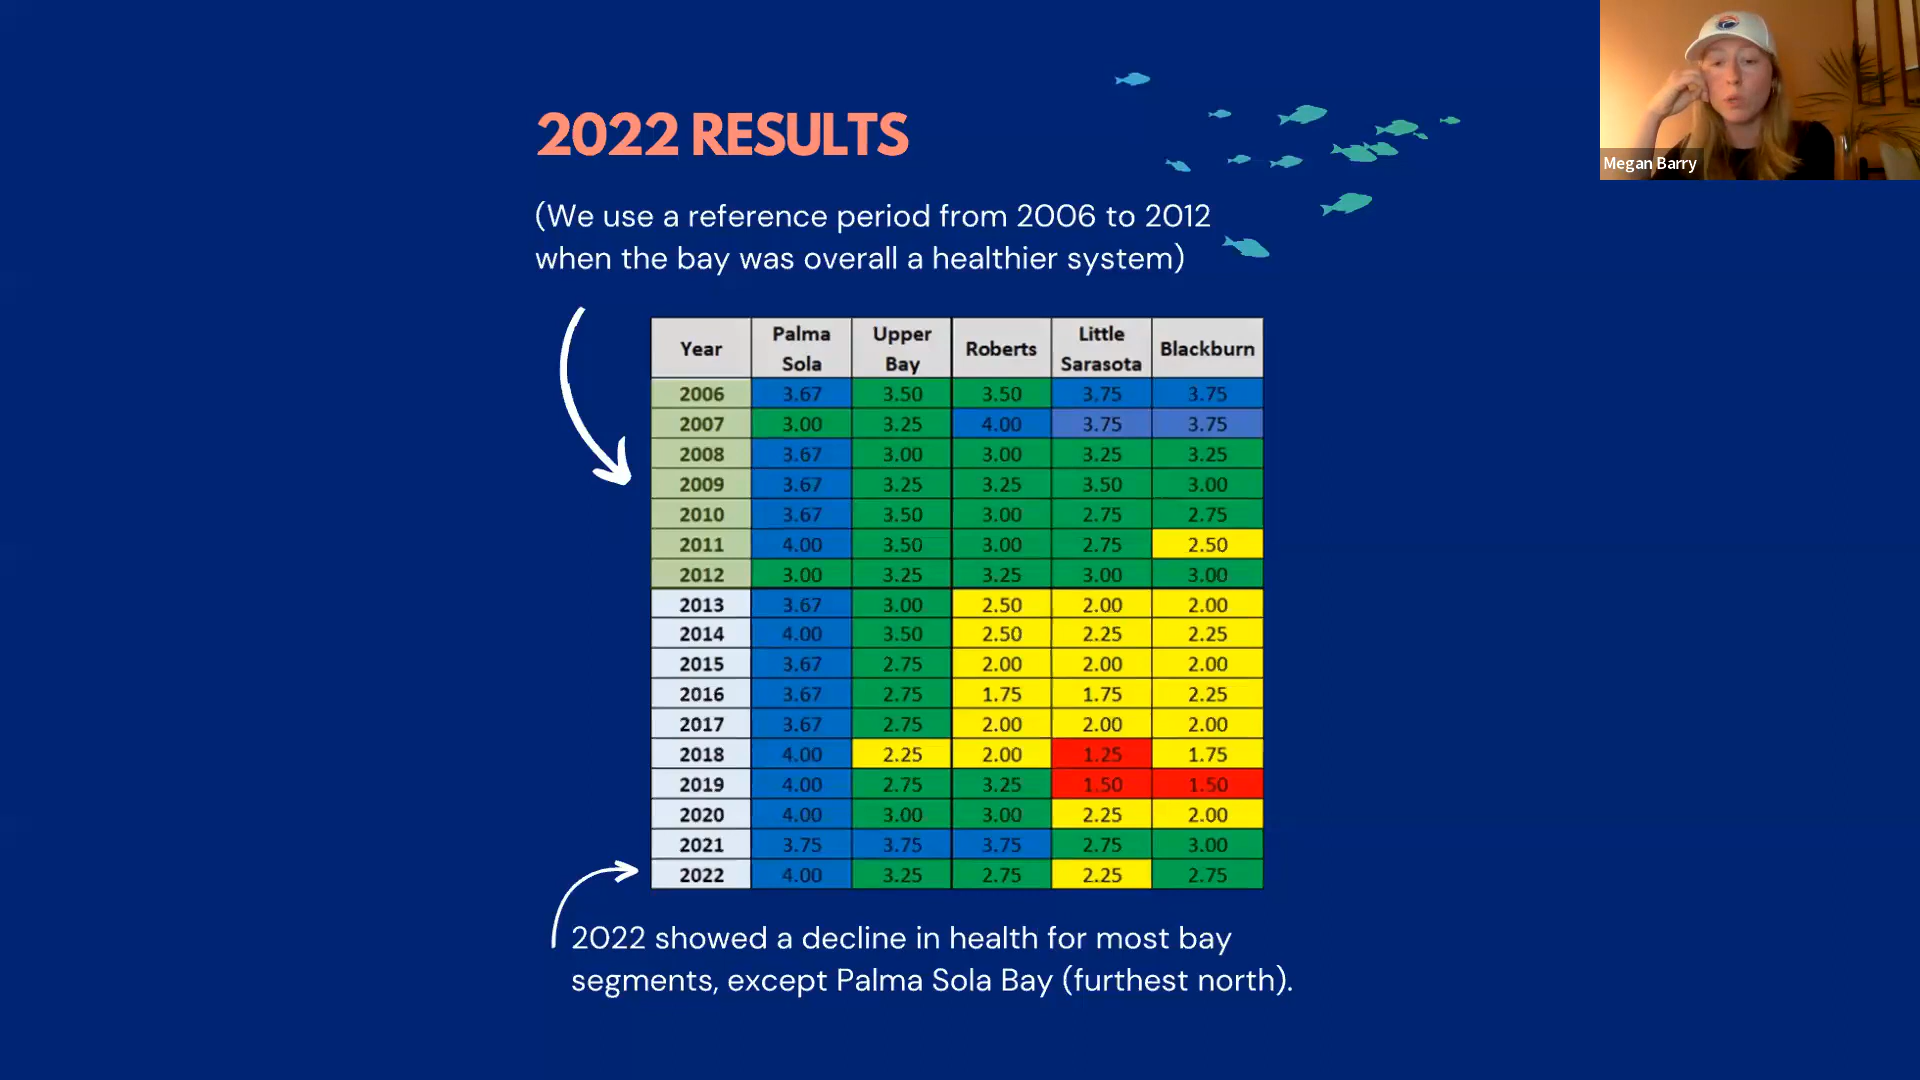 2022 RESULTS
(We use a reference period from 2006 to 2012
when the bay was overall a healthier system)
Year Palma Sola Upper Bay Roberts Little Sarasota Blackburn
2006 3.67 3.50 3.50 3.75 3.75
2007 3.00 3.25 4.00 3.75 3.75
2008 3.67 3.00 3.00 3.25 3.25
2009 3.67 3.25 3.25 3.50 3.00
2010 3.67 3.50 3.00 2.75 2.75
2011 4.00 3.50 3.00 2.75 2.50
2012 3.00 3.25 3.25 3.00 3.00
2013 3.67 3.00 2.50 2.00 2.00
2014 4.00 3.50 2.50 2.25 2.25
2015 3.67 2.75 2.00 2.00 2.00
2016 3.67 2.75 1.75 1.75 2.25
2017 3.67 2.75 2.00 2.00 2.00
2018 4.00 2.25 2.00 1.25 1.75
2019 4.00 2.75 3.25 1.50 1.50
2020 4.00 3.00 3.00 2.25 2.00
2021 3.75 3.75 3.75 2.75 3.00
2022 4.00 3.25 2.75 2.25 2.75
2022 showed a decline in health for most bay
segments, except Palma Sola Bay (furthest north).
Megan Barry